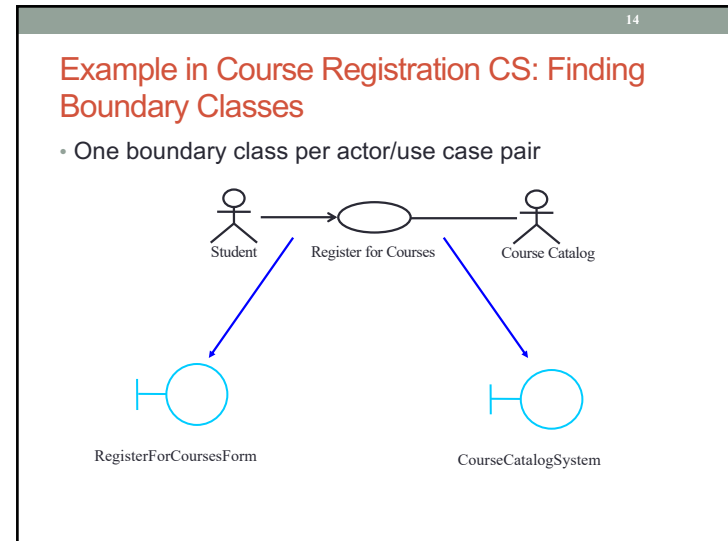 14
Example in Course Registration CS: Finding
Boundary Classes
• One boundary class per actor/use case pair
Student
Register for Courses
Course Catalog
RegisterForCoursesForm
CourseCatalogSystem